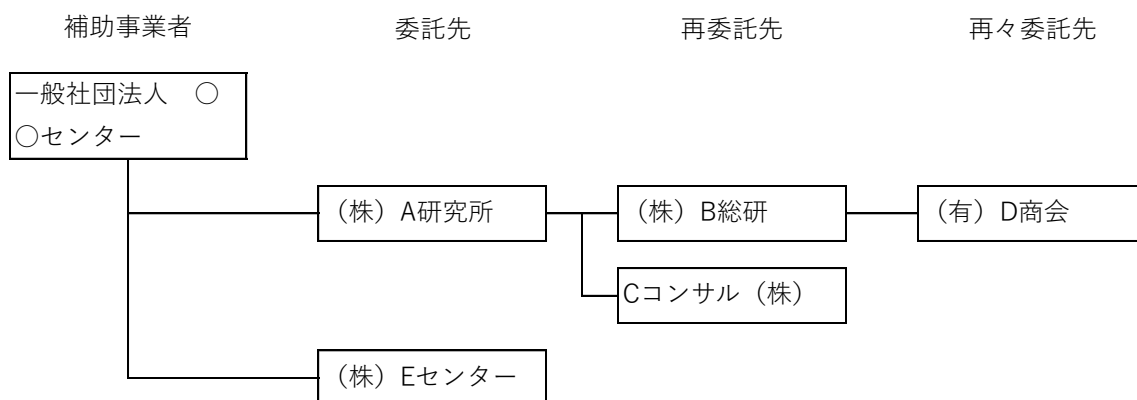 補助事業者
委託先
再委託先
再々委託先
一般社団法人　○
○センター
（株）A研究所
（株）B総研
（有）D商会
Cコンサル（株）
（株）Eセンター